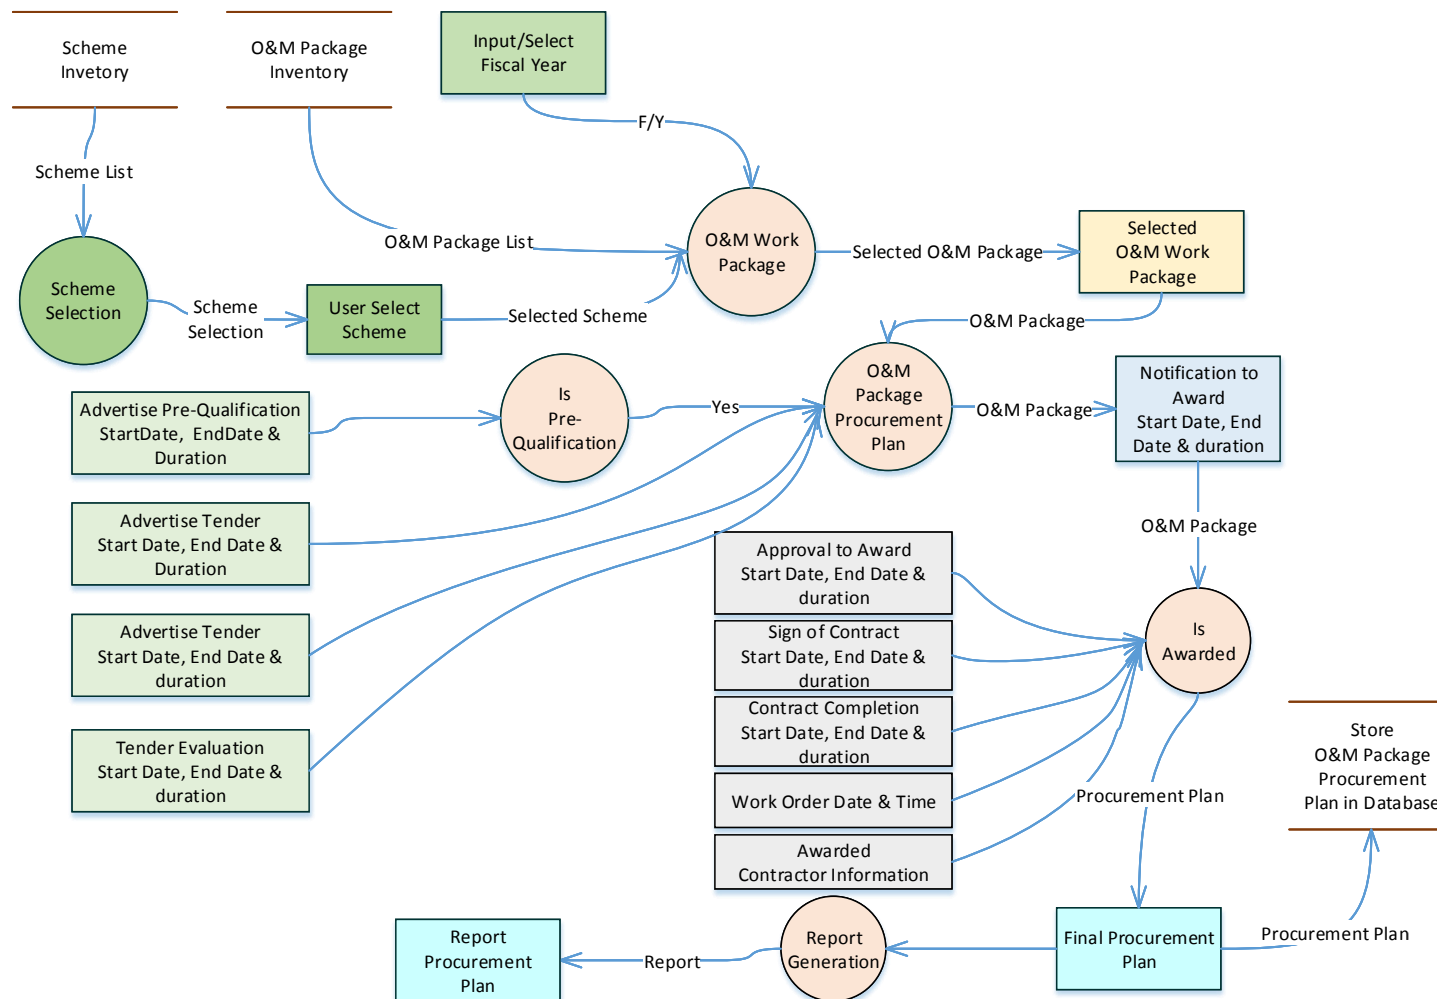 Scheme
Invetory
O&M Package
Inventory
Input/Select
Fiscal Year
F/Y
Scheme List
O&M Package List
O&M Work
Package
Selected O&M Package
Selected
O&M Work
Package
Scheme
Selection
Scheme
Selection
User Select
Scheme
Selected Scheme
O&M Package
Advertise Pre-Qualification
StartDate, EndDate &
Duration
Is
Pre-
Qualification
Yes
O&M
Package
Procurement
Plan
O&M Package
Notification to
Award
Start Date, End
Date & duration
Advertise Tender
Start Date, End Date &
Duration
O&M Package
Approval to Award
Start Date, End Date &
duration
Advertise Tender
Start Date, End Date &
duration
Sign of Contract
Start Date, End Date &
duration
Is
Awarded
Contract Completion
Start Date, End Date &
duration
Tender Evaluation
Start Date, End Date &
duration
Work Order Date & Time
Procurement Plan
Store
O&M Package
Procurement
Plan in Database
Awarded
Contractor Information
Report
Procurement
Plan
Report
Report
Generation
Final Procurement
Plan
Procurement Plan